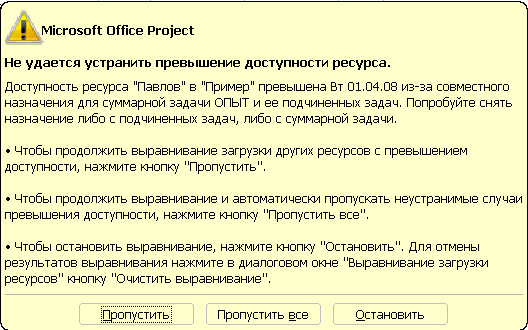 Microsoft Office Project
Не удается устранить превышение доступности ресурса.
Доступность ресурса "Павлов" в "Пример" превышена Вт 01.04.08 из-за совместного
назначения для суммарной задачи ОПЫТ и ее подчиненных задач. Попробуйте снять
назначение либо с подчиненных задач, либо с суммарной задачи.
• Чтобы продолжить выравнивание загрузки других ресурсов с превышением
доступности, нажмите кнопку "Пропустить".
• Чтобы продолжить выравнивание и автоматически пропускать неустранимые случаи
превышения доступности, нажмите кнопку "Пропустить все".
• Чтобы остановить выравнивание, нажмите кнопку "Остановить". Для отмены
результатов выравнивания нажмите в диалоговом окне "Выравнивание загрузки
ресурсов" кнопку "Очистить выравнивание".
Пропустить Пропустить все Остановить